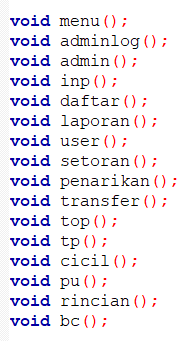 void menu();
void adminlog();
void admin();
void inp();
void daftar();
void laporan();
void user();
void setoran();
void penarikan();
void transfer();
void top();
void tp();
void cicil();
void pu();
void rincian();
void bc();